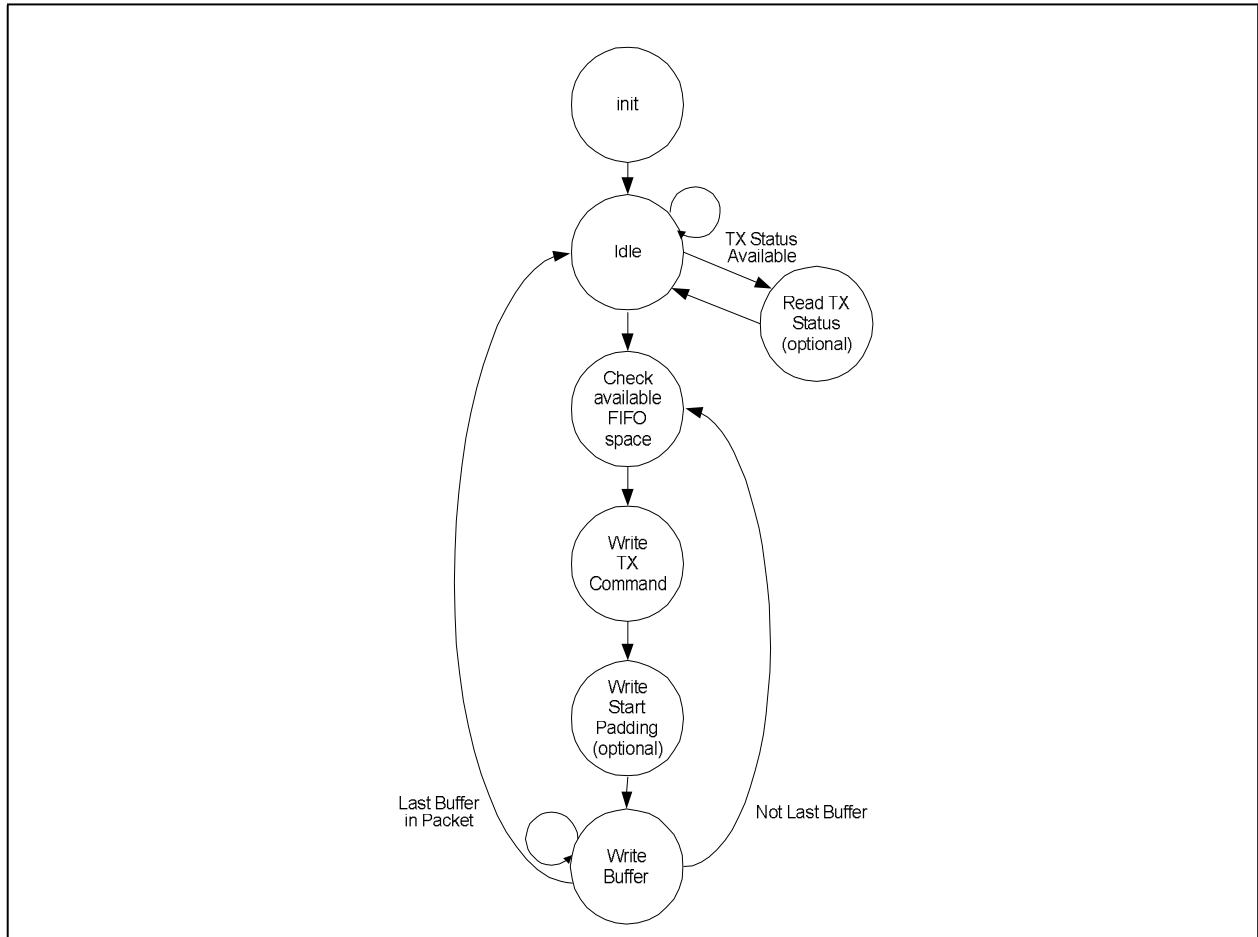 init
Idle
TX Status
Available
Read TX
Status
(optional)
Check
available
FIFO
space
Write
TX
Command
Write
Start
Padding
(optional)
Last Buffer
in Packet
Not Last Buffer
Write
Buffer